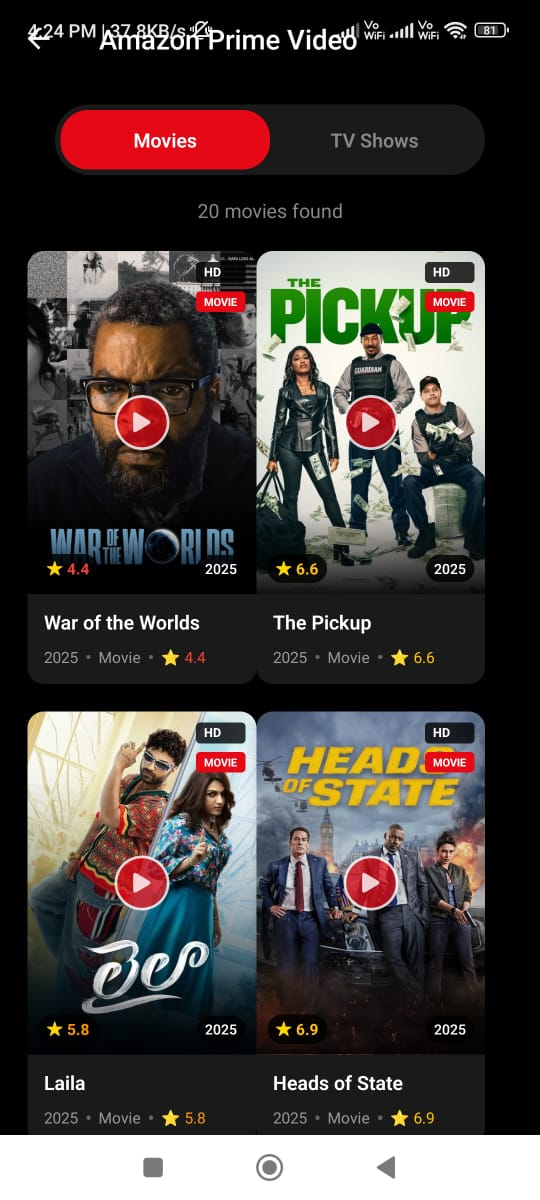 4:24 PM | 37.8KB/s
Vo WiFi
Vo WiFi
81
Amazon Prime Video
Movies
TV Shows
20 movies found
HD
MOVIE
WAR OF THE WORLDS
4.4
2025
War of the Worlds
2025 • Movie • ⭐ 4.4
HD
MOVIE
THE
PICKUP
GUARDIAN
6.6
2025
The Pickup
2025 • Movie • ⭐ 6.6
HD
MOVIE
లైలా
5.8
2025
Laila
2025 • Movie • ⭐ 5.8
HD
MOVIE
HEADS
OF STATE
6.9
2025
Heads of State
2025 • Movie • ⭐ 6.9